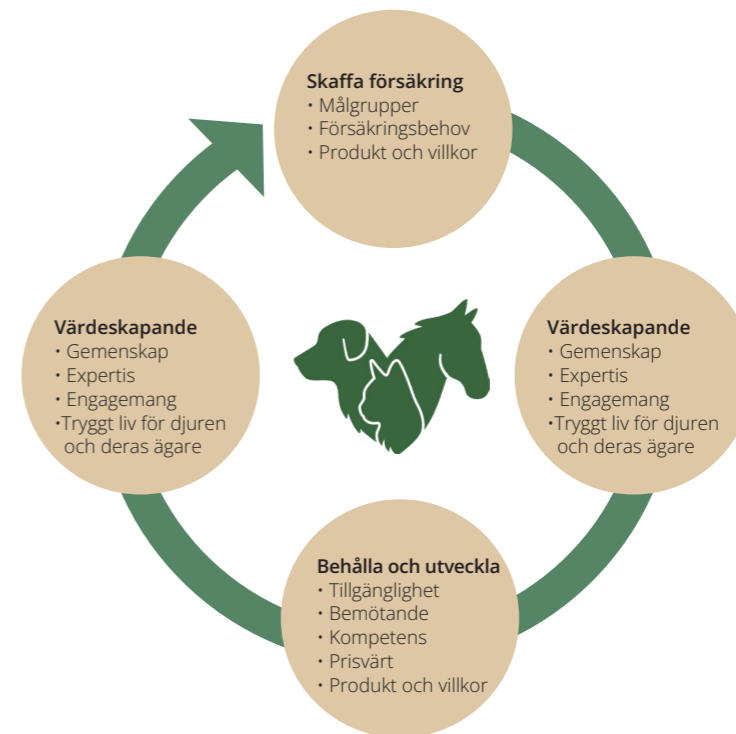 Skaffa försäkring
• Målgrupper
• Försäkringsbehov
• Produkt och villkor
Värdeskapande
• Gemenskap
• Expertis
• Engagemang
•Tryggt liv för djuren
och deras ägare
Värdeskapande
• Gemenskap
• Expertis
• Engagemang
•Tryggt liv för djuren
och deras ägare
Behålla och utveckla
• Tillgänglighet
• Bemötande
• Kompetens
• Prisvärt
• Produkt och villkor